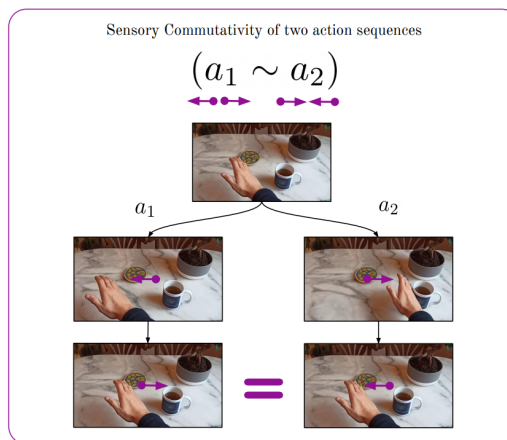 Sensory Commutativity of two action sequences
(a₁ ∼ a₂)
a₁
a₂
=